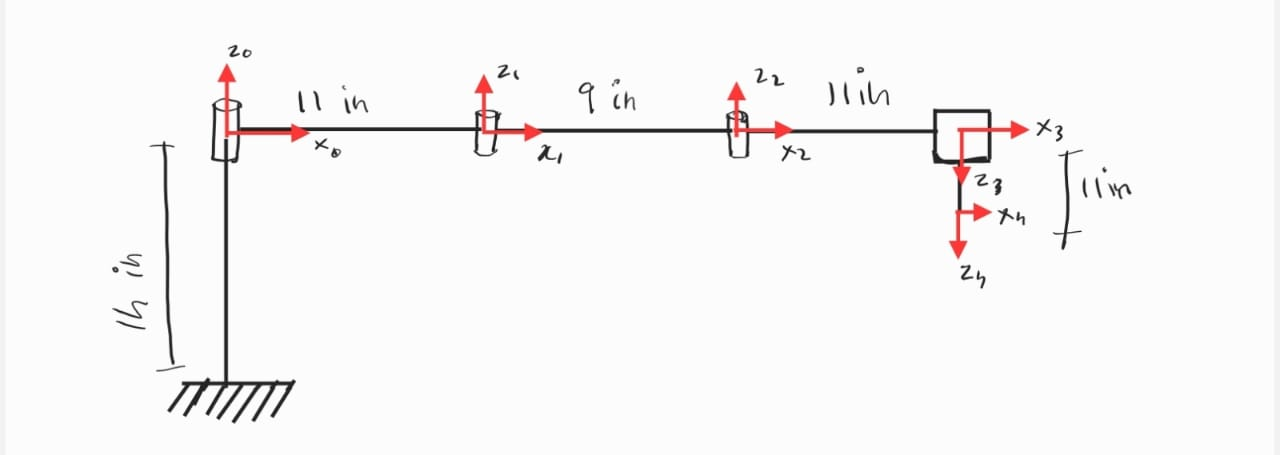 z0
11 in
z1
9 in
z2
11in
x0
x1
x2
x3
z3
11in
x4
z4
14 in